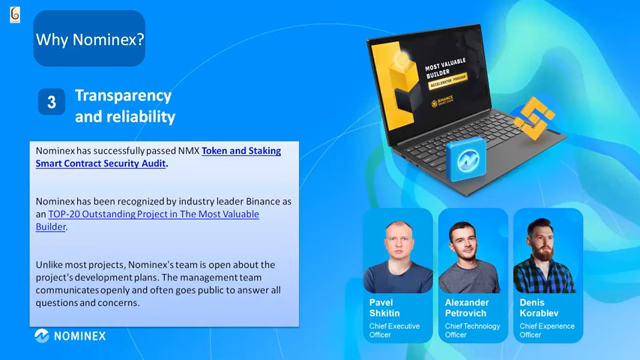 Why Nominex?
3
Transparency
and reliability
MOST VALUABLE
BUILDER
ACCELERATOR PROGRAM
BINANCE
Nominex has successfully passed NMX Token and Staking
Smart Contract Security Audit.
Nominex has been recognized by industry leader Binance as
an TOP-20 Outstanding Project in The Most Valuable
Builder.
Unlike most projects, Nominex's team is open about the
project's development plans. The management team
communicates openly and often goes public to answer all
questions and concerns.
Pavel
Shkitin
Chief Executive
Officer
Alexander
Petrovich
Chief Technology
Officer
Denis
Korablev
Chief Experience
Officer
NOMINEX